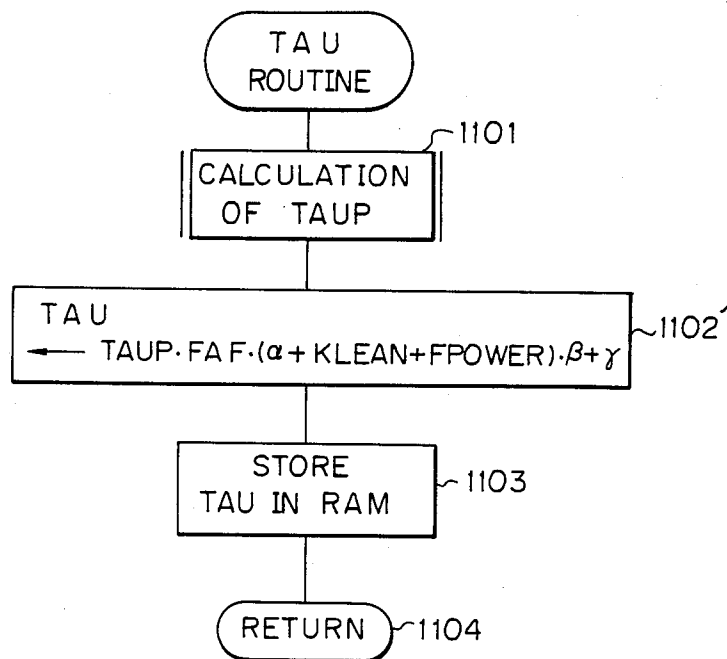 TAU
ROUTINE
1101
CALCULATION
OF TAUP
TAU
← TAUP·FAF·(α+KLEAN+FPOWER)·β+γ
1102
STORE
TAU IN RAM
1103
RETURN
1104